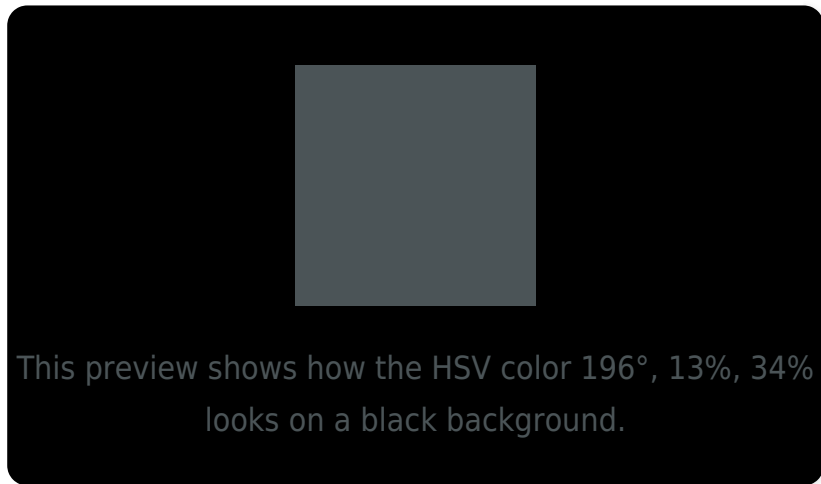 This preview shows how the HSV color 196°, 13%, 34%
looks on a black background.